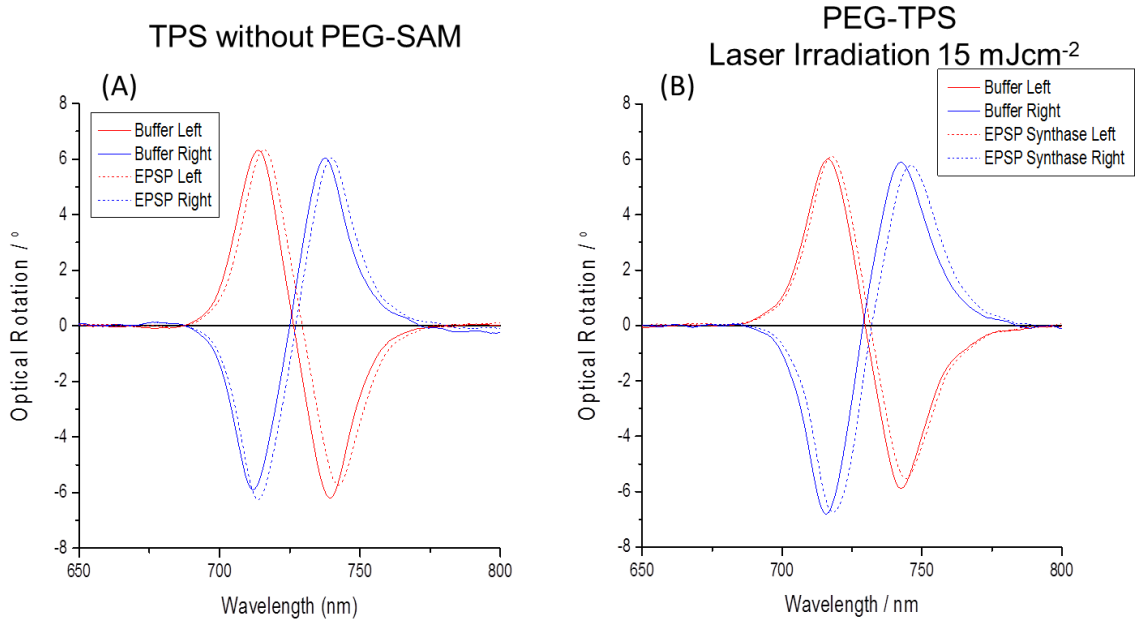 TPS without PEG-SAM
PEG-TPS
Laser Irradiation 15 mJcm-2
(A)
Buffer Left
Buffer Right
EPSP Left
EPSP Right
8
6
4
2
0
-2
-4
-6
-8
Optical Rotation / °
650
700
750
800
Wavelength (nm)
(B)
Buffer Left
Buffer Right
EPSP Synthase Left
EPSP Synthase Right
8
6
4
2
0
-2
-4
-6
-8
Optical Rotation / °
650
700
750
800
Wavelength / nm